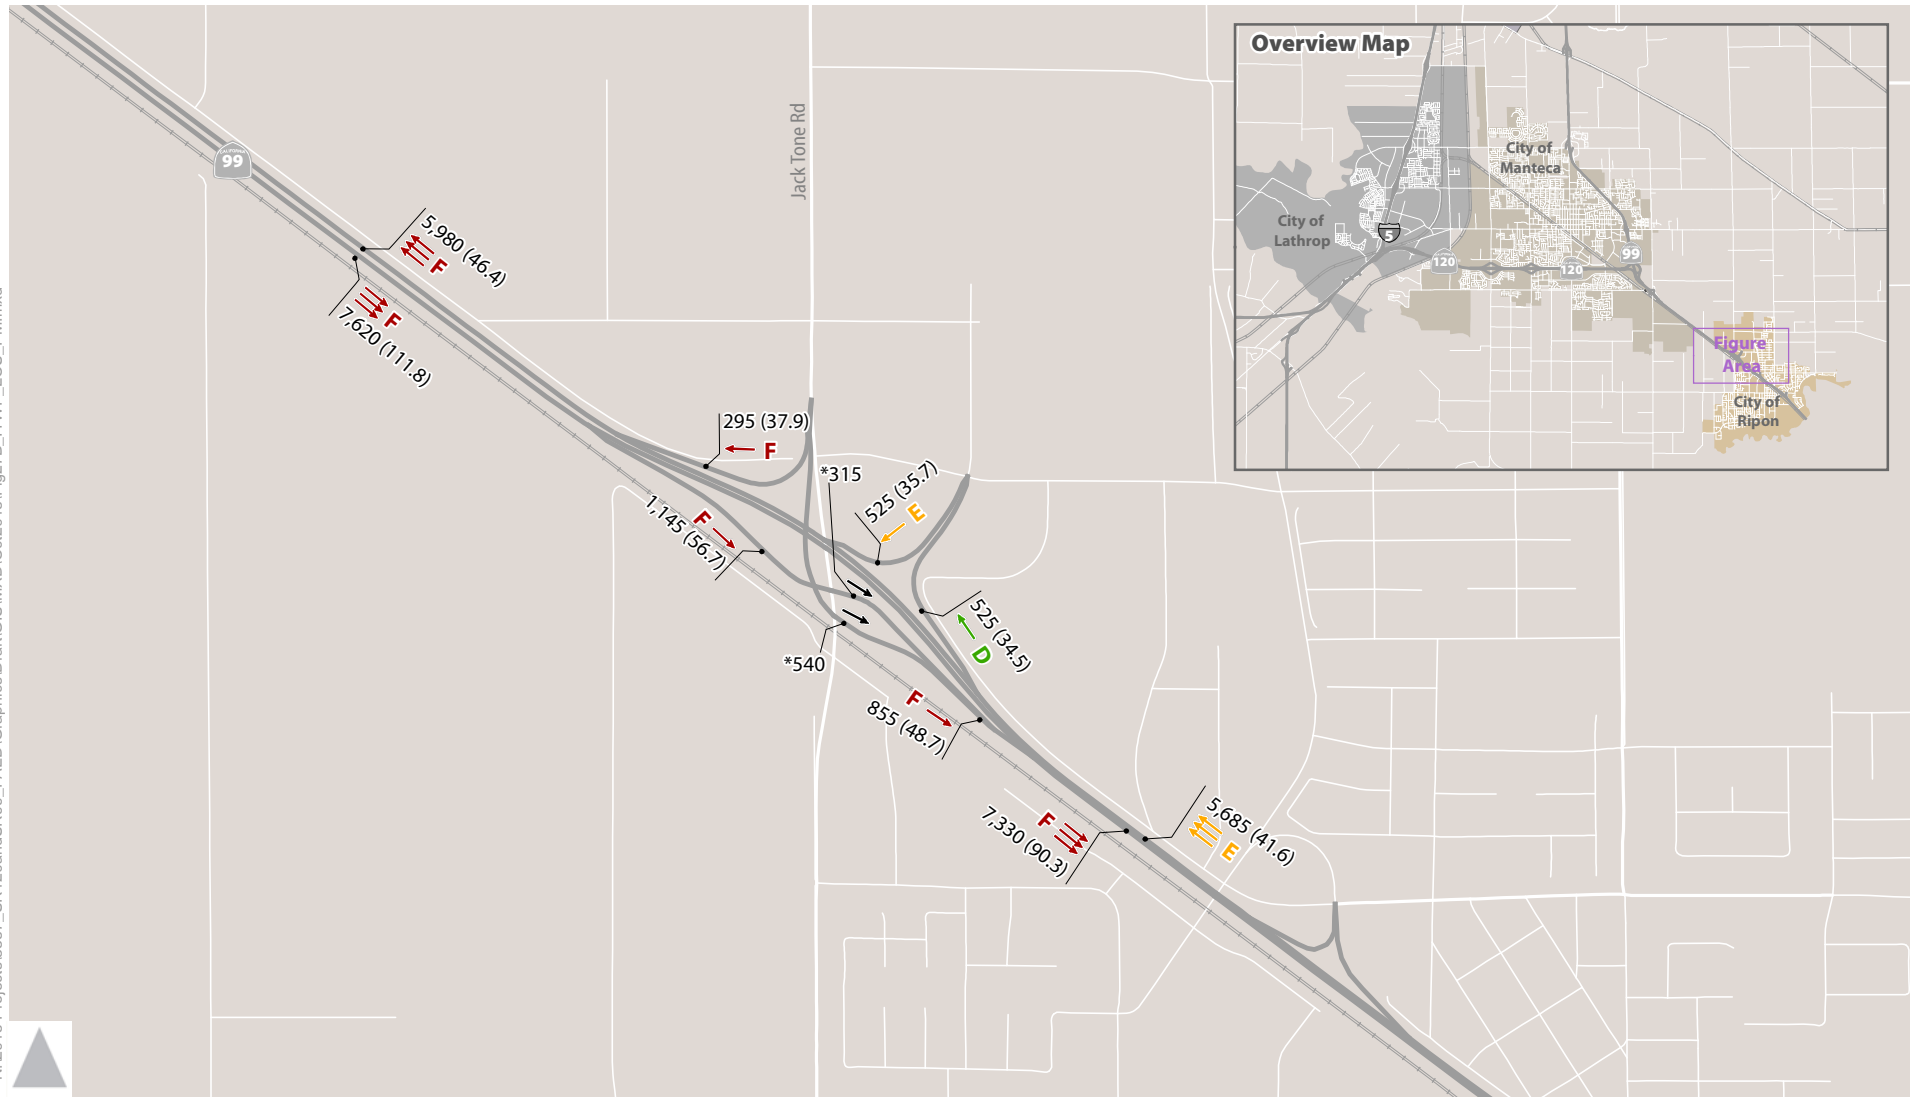 Overview Map
City of
Manteca
City of
Lathrop
5
120
120
99
Figure
Area
City of
Ripon
CALIFORNIA
99
Jack Tone Rd
5,980 (46.4)
F
F
7,620 (111.8)
295 (37.9)
F
*315
525 (35.7)
E
F
1,145 (56.7)
525 (34.5)
D
*540
F
855 (48.7)
5,685 (41.6)
E
F
7,330 (90.3)